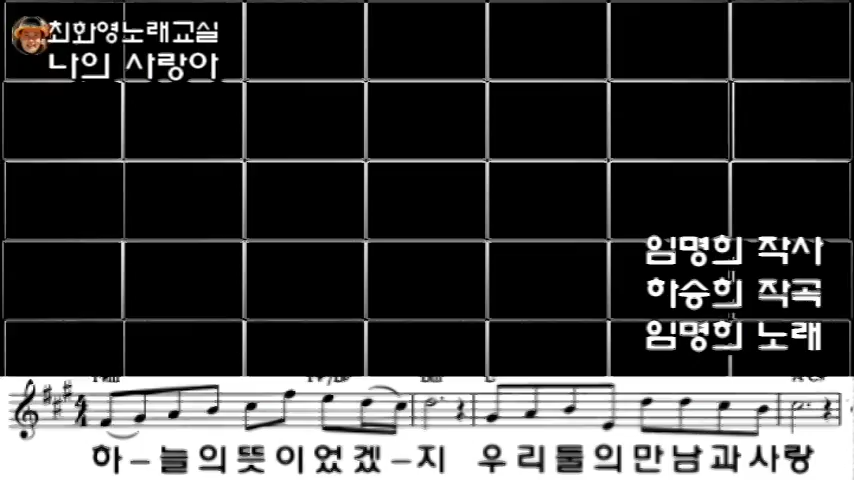 최화영노래교실
나의 사랑아
임명희 작사
하승희 작곡
임명희 노래
하-늘의뜻이었겠-지 우리둘의만남과사랑